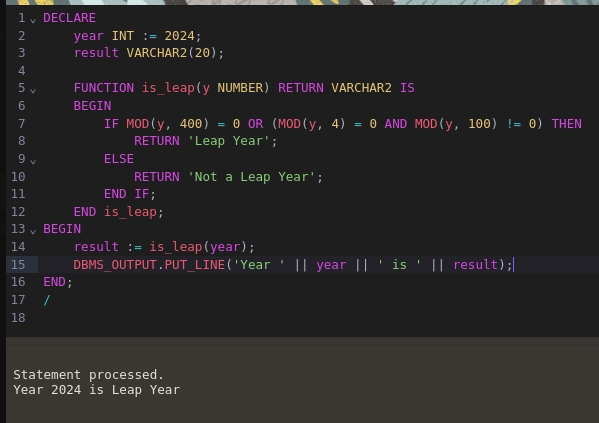 1 DECLARE
2     year INT := 2024;
3     result VARCHAR2(20);
4
5     FUNCTION is_leap(y NUMBER) RETURN VARCHAR2 IS
6     BEGIN
7         IF MOD(y, 400) = 0 OR (MOD(y, 4) = 0 AND MOD(y, 100) != 0) THEN
8             RETURN 'Leap Year';
9         ELSE
10             RETURN 'Not a Leap Year';
11         END IF;
12     END is_leap;
13 BEGIN
14     result := is_leap(year);
15     DBMS_OUTPUT.PUT_LINE('Year ' || year || ' is ' || result);
16 END;
17 /
18
Statement processed.
Year 2024 is Leap Year